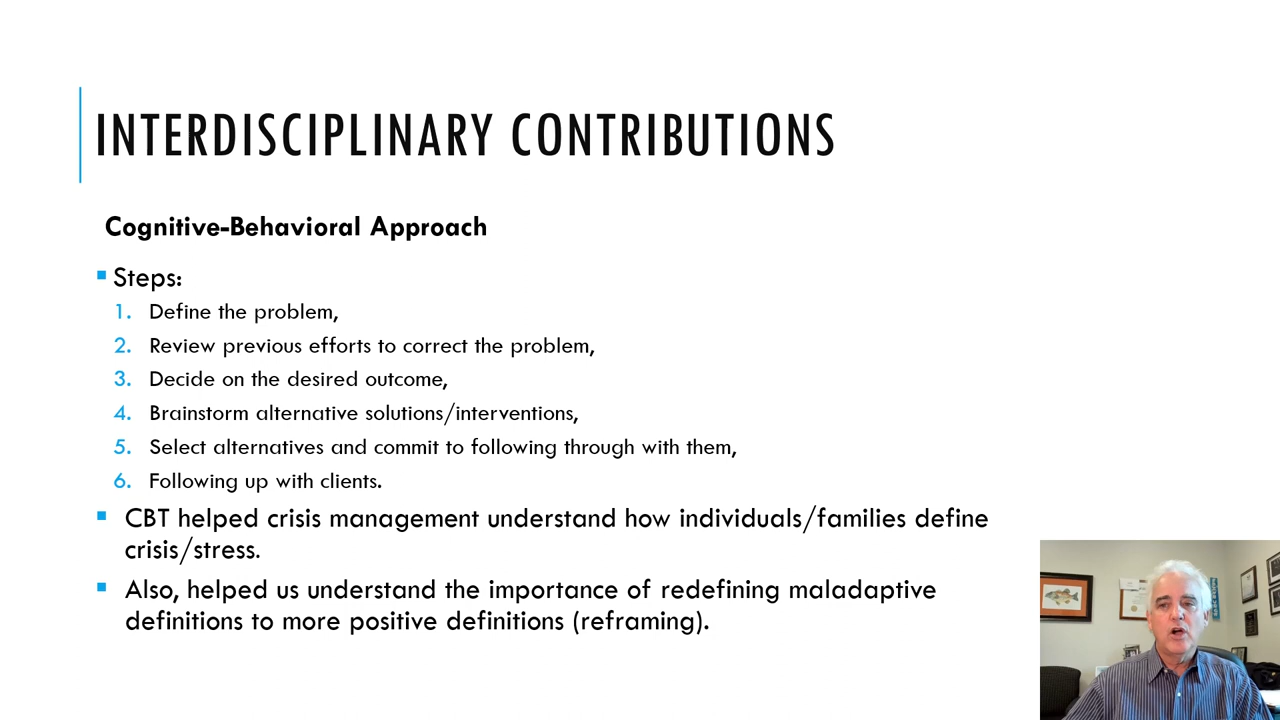 INTERDISCIPLINARY CONTRIBUTIONS
Cognitive-Behavioral Approach
Steps:
1. Define the problem,
2. Review previous efforts to correct the problem,
3. Decide on the desired outcome,
4. Brainstorm alternative solutions/interventions,
5. Select alternatives and commit to following through with them,
6. Following up with clients.
CBT helped crisis management understand how individuals/families define
crisis/stress.
Also, helped us understand the importance of redefining maladaptive
definitions to more positive definitions (reframing).